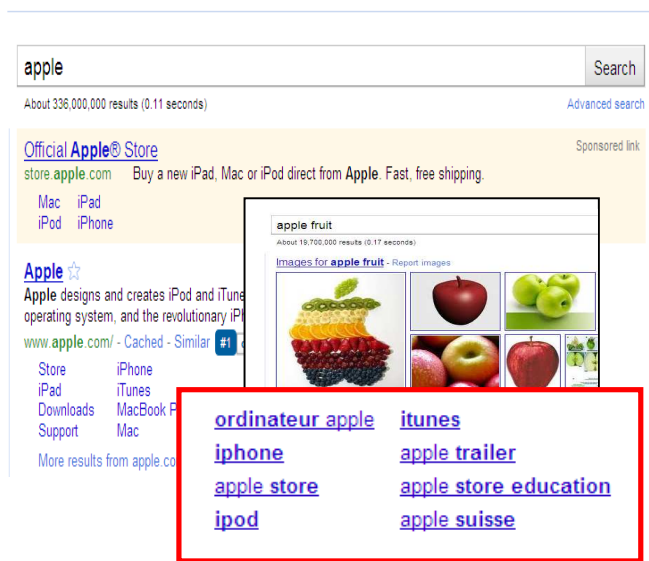 apple
Search
About 336,000,000 results (0.11 seconds)
Advanced search
Official Apple® Store
Sponsored link
store.apple.com Buy a new iPad, Mac or iPod direct from Apple. Fast, free shipping.
Mac iPad
iPod iPhone
Apple
Apple designs and creates iPod and iTune
operating system, and the revolutionary
www.apple.com/ - Cached - Similar #1
Store iPhone
iPad iTunes
Downloads MacBook P
Support Mac
More results from apple.co
apple fruit
About 19,700,000 results (0.17 seconds)
Images for apple fruit - Report images
ordinateur apple itunes
iphone apple trailer
apple store apple store education
ipod apple suisse